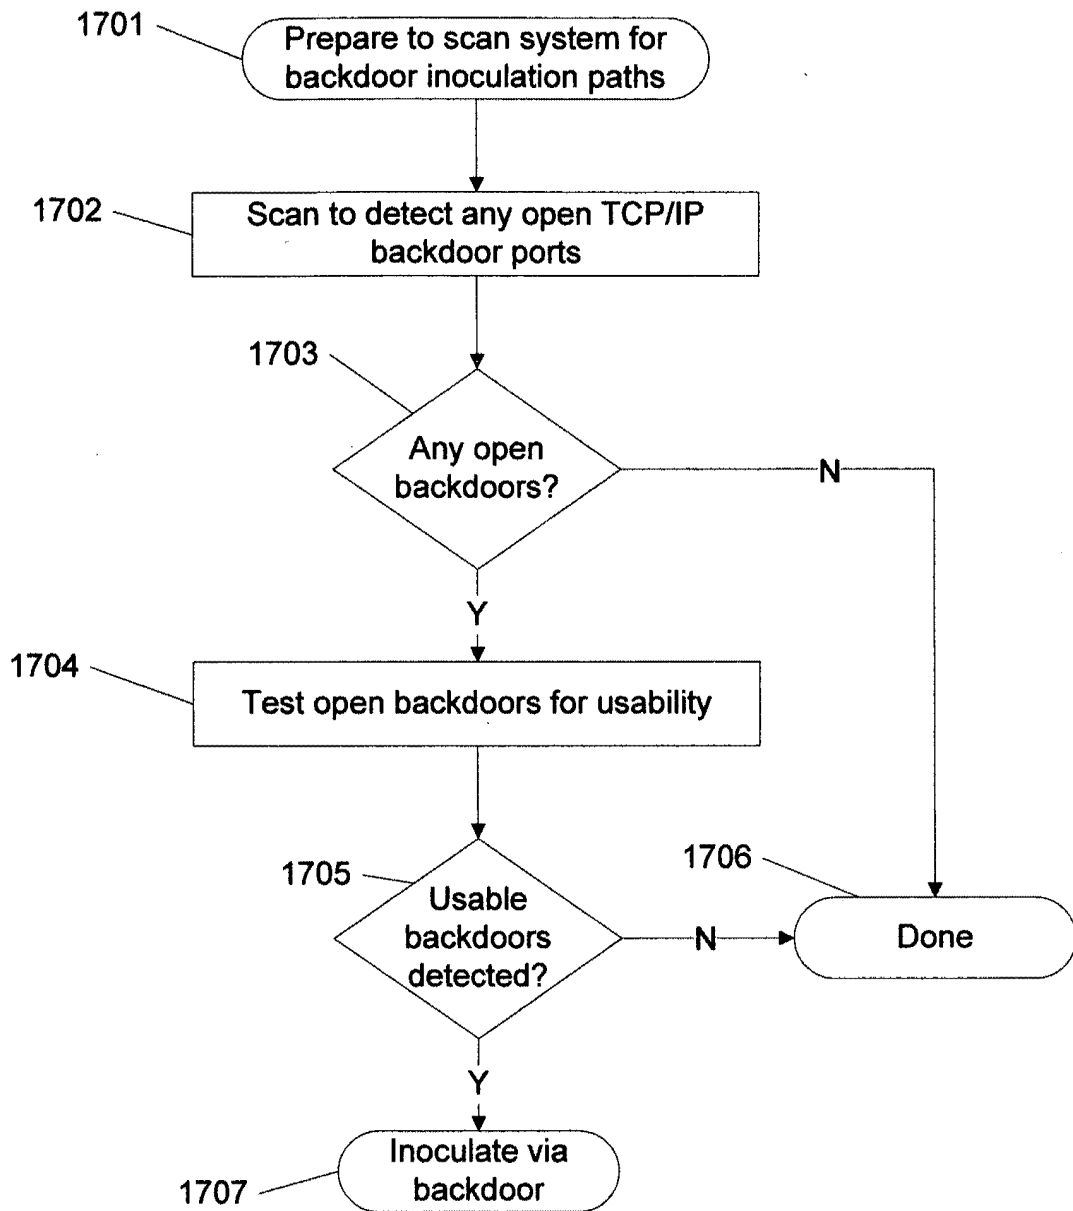 1701
Prepare to scan system for
backdoor inoculation paths
1702
Scan to detect any open TCP/IP
backdoor ports
1703
Any open
backdoors?
N
Y
1704
Test open backdoors for usability
1705
Usable
backdoors
detected?
N
1706
Done
Y
1707
Inoculate via
backdoor